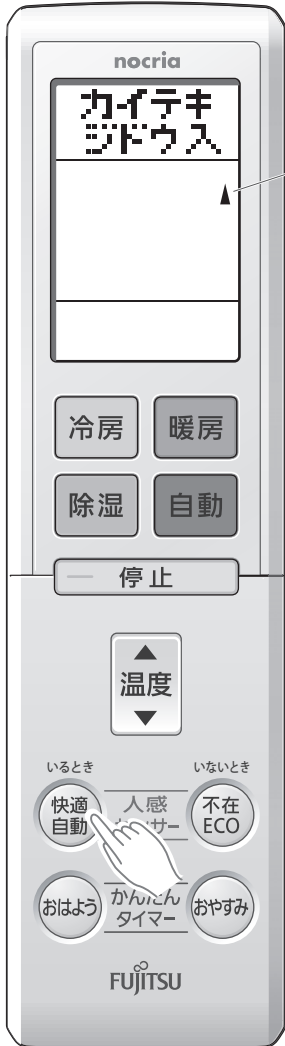 nocria
カイテキ
ジドウス
冷房
暖房
除湿
自動
停止
温度
いるとき
いないとき
快適
自動
人感
不在
ECO
おはよう
かんたん
タイマー
おやすみ
FUJITSU